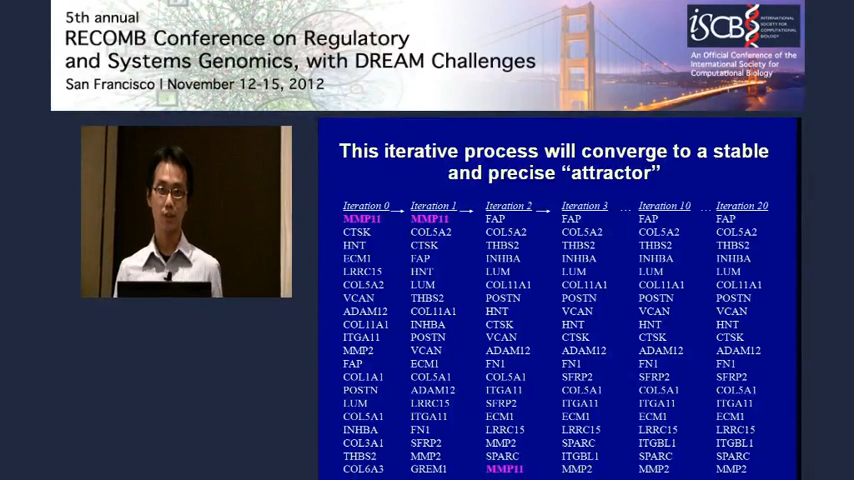 5th annual
RECOMB Conference on Regulatory
and Systems Genomics, with DREAM Challenges
San Francisco | November 12-15, 2012
iSCB
INTERNATIONAL
SOCIETY FOR
COMPUTATIONAL
BIOLOGY
An Official Conference of the
International Society for
Computational Biology
This iterative process will converge to a stable
and precise “attractor”
Iteration 0 → Iteration 1 → Iteration 2 → Iteration 3 ... Iteration 10 ... Iteration 20
MMP11 MMP11 FAP FAP FAP FAP
CTSK COL5A2 COL5A2 COL5A2 COL5A2 COL5A2
HNT CTSK THBS2 THBS2 THBS2 THBS2
ECM1 FAP INHBA INHBA INHBA INHBA
LRRC15 HNT LUM LUM LUM LUM
COL5A2 LUM COL11A1 COL11A1 COL11A1 COL11A1
VCAN THBS2 POSTN POSTN POSTN POSTN
ADAM12 COL11A1 HNT VCAN VCAN VCAN
COL11A1 INHBA CTSK HNT HNT HNT
ITGA11 POSTN VCAN CTSK CTSK CTSK
MMP2 VCAN ADAM12 ADAM12 ADAM12 ADAM12
FAP ECM1 FN1 FN1 FN1 FN1
COL1A1 COL5A1 COL5A1 SFRP2 SFRP2 SFRP2
POSTN ADAM12 ITGA11 COL5A1 COL5A1 COL5A1
LUM LRRC15 SFRP2 ITGA11 ITGA11 ITGA11
COL5A1 ITGA11 ECM1 ECM1 ECM1 ECM1
INHBA FN1 LRRC15 LRRC15 LRRC15 LRRC15
COL3A1 SFRP2 MMP2 SPARC ITGBL1 ITGBL1
THBS2 MMP2 SPARC ITGBL1 SPARC SPARC
COL6A3 GREM1 MMP11 MMP2 MMP2 MMP2